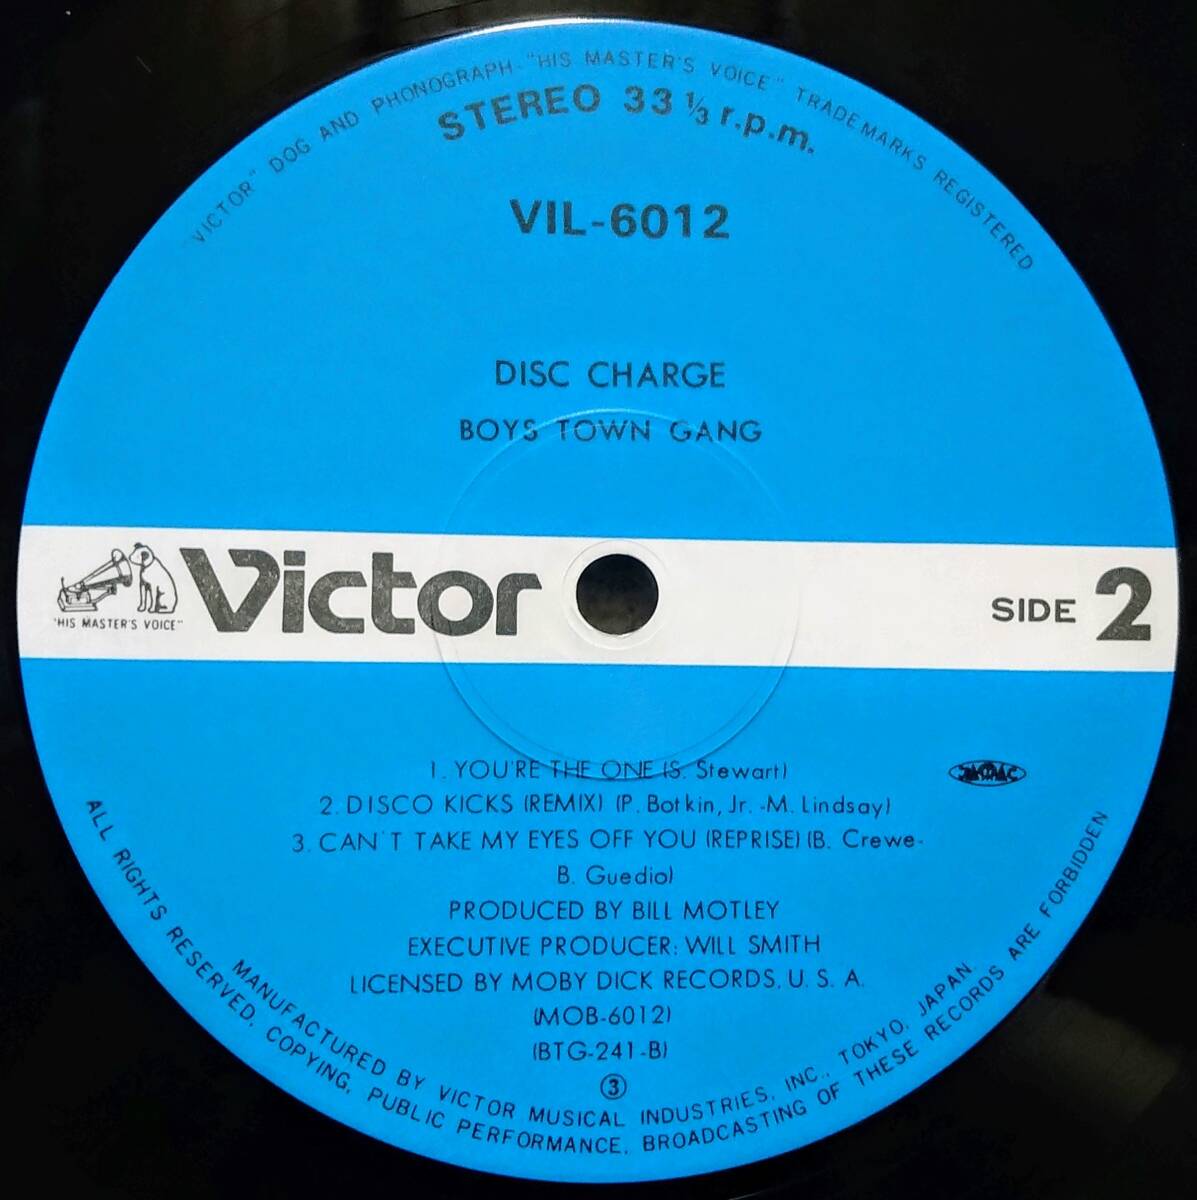 "VICTOR" DOG AND PHONOGRAPH-"HIS MASTER'S VOICE" TRADEMARKS REGISTERED
STEREO 33 1/3 r.p.m.
VIL-6012
DISC CHARGE
BOYS TOWN GANG
"HIS MASTER'S VOICE"
Victor
SIDE 2
1. YOU'RE THE ONE (S. Stewart)
JASRAC
2. DISCO KICKS (REMIX) (P. Botkin, Jr. -M. Lindsay)
3. CAN'T TAKE MY EYES OFF YOU (REPRISE) (B. Crewe-
B. Guedio)
PRODUCED BY BILL MOTLEY
EXECUTIVE PRODUCER: WILL SMITH
LICENSED BY MOBY DICK RECORDS, U. S. A.
(MOB-6012)
(BTG-241-B)
③
MANUFACTURED BY VICTOR MUSICAL INDUSTRIES, INC., TOKYO, JAPAN
ALL RIGHTS RESERVED, COPYING, PUBLIC PERFORMANCE, BROADCASTING OF THESE RECORDS ARE FORBIDDEN